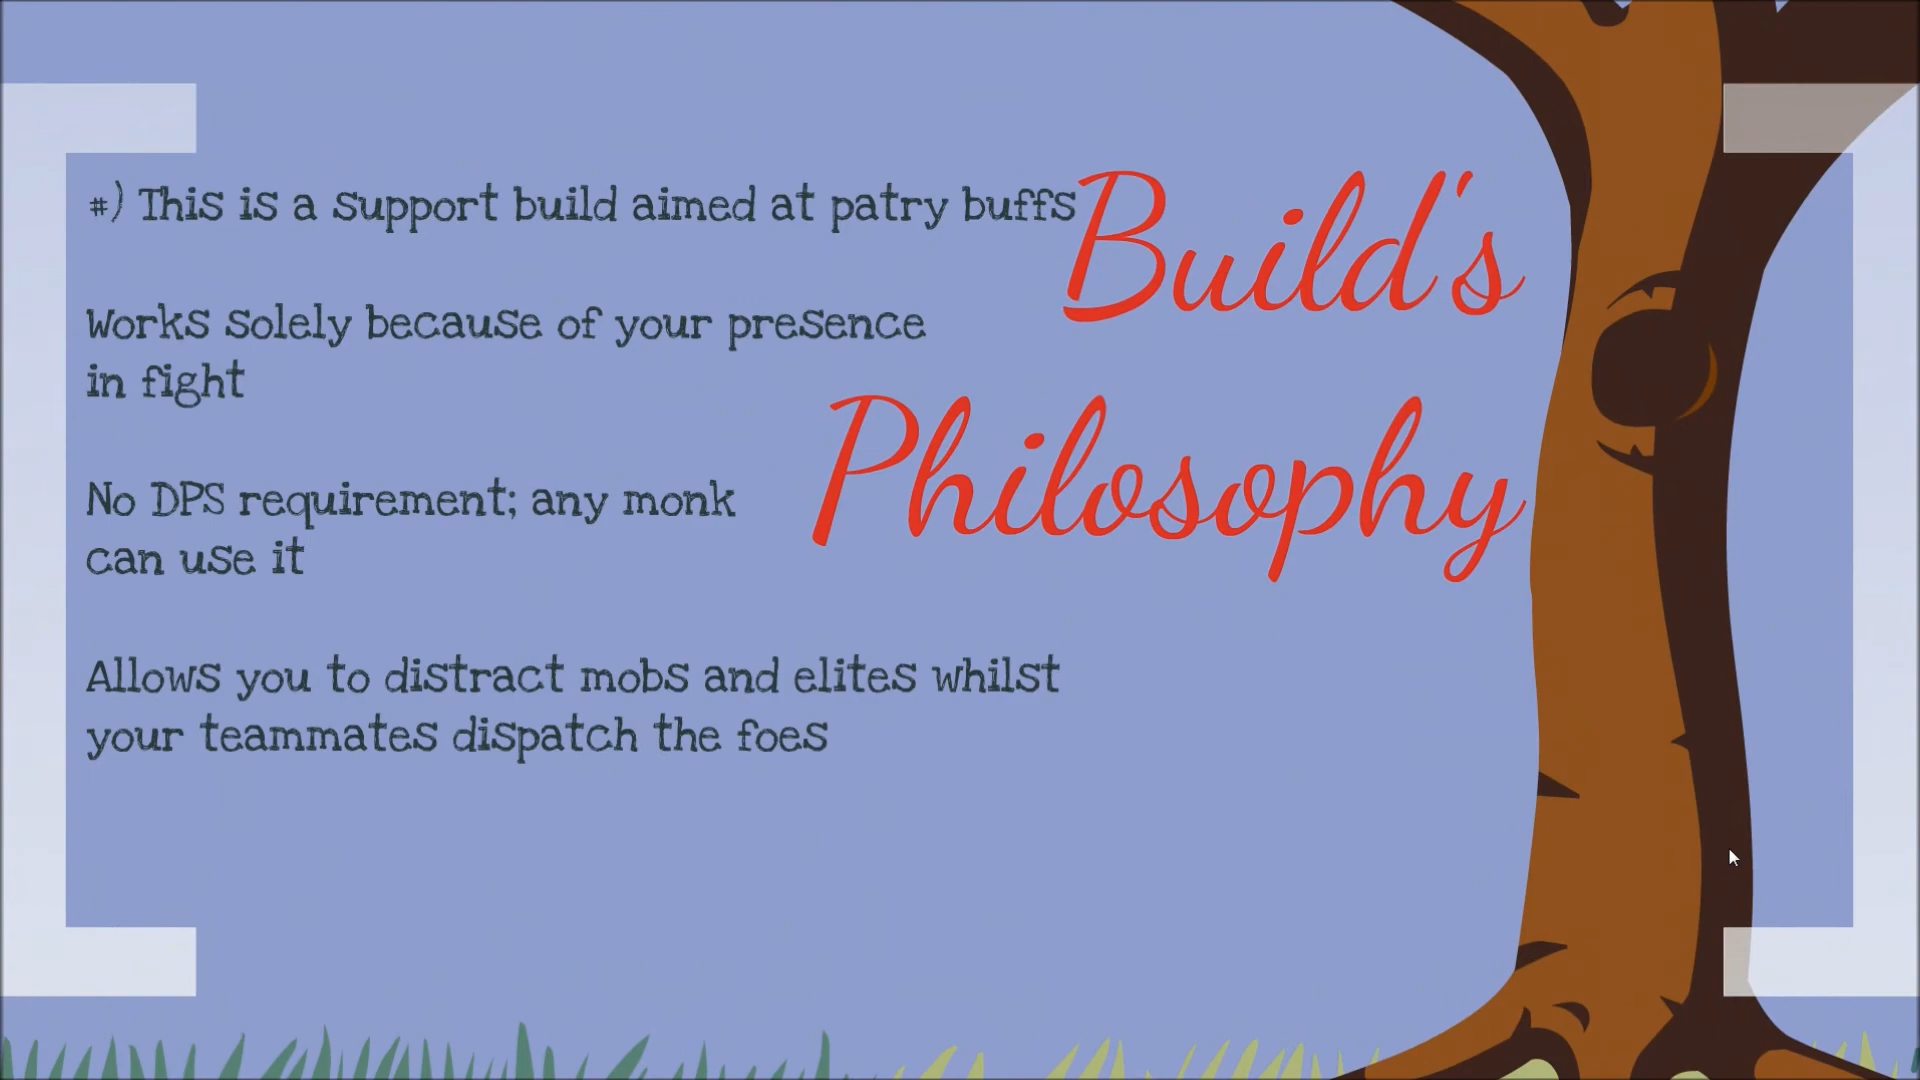 #) This is a support build aimed at patry buffs
Works solely because of your presence
in fight
No DPS requirement; any monk
can use it
Allows you to distract mobs and elites whilst
your teammates dispatch the foes
Build's
Philosophy